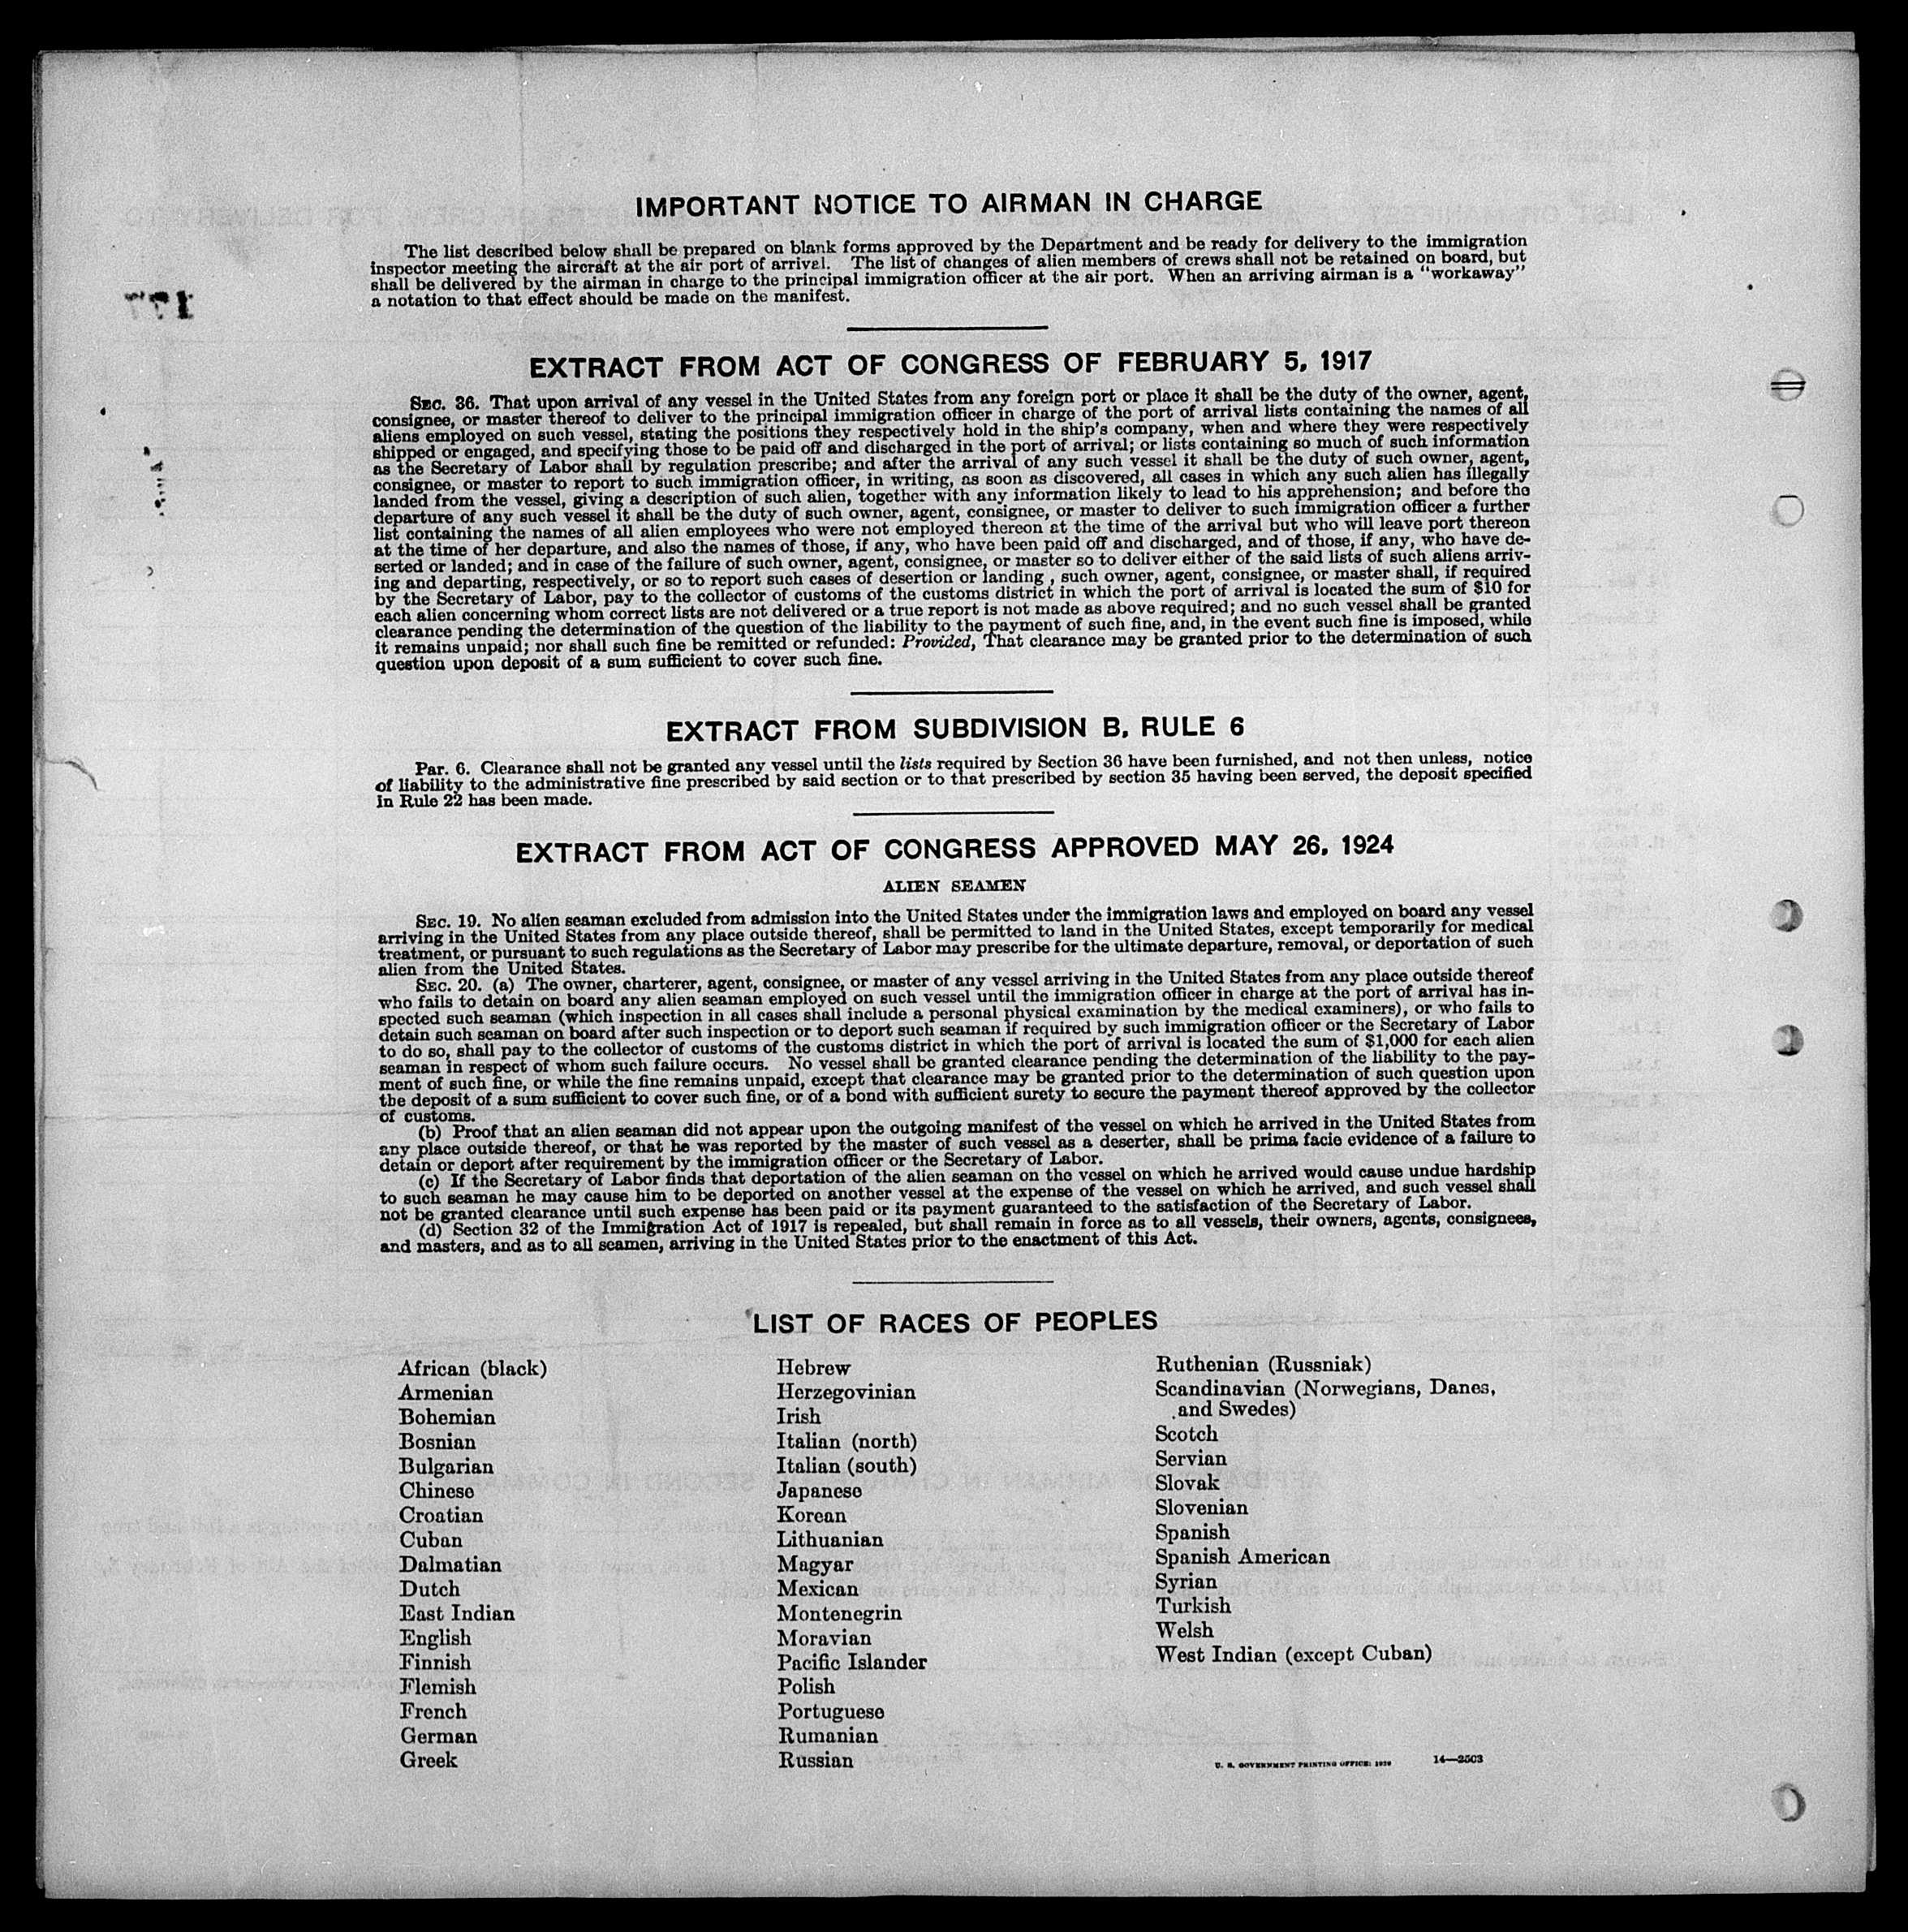 IMPORTANT NOTICE TO AIRMAN IN CHARGE
The list described below shall be prepared on blank forms approved by the Department and be ready for delivery to the immigration
inspector meeting the aircraft at the air port of arrival. The list of changes of alien members of crews shall not be retained on board, but
shall be delivered by the airman in charge to the principal immigration officer at the air port. When an arriving airman is a "workaway"
a notation to that effect should be made on the manifest.
EXTRACT FROM ACT OF CONGRESS OF FEBRUARY 5, 1917
SEC. 36. That upon arrival of any vessel in the United States from any foreign port or place it shall be the duty of the owner, agent,
consignee, or master thereof to deliver to the principal immigration officer in charge of the port of arrival lists containing the names of all
aliens employed on such vessel, stating the positions they respectively hold in the ship's company, when and where they were respectively
shipped or engaged, and specifying those to be paid off and discharged in the port of arrival; or lists containing so much of such information
as the Secretary of Labor shall by regulation prescribe; and after the arrival of any such vessel it shall be the duty of such owner, agent,
consignee, or master to report to such immigration officer, in writing, as soon as discovered, all cases in which any such alien has illegally
landed from the vessel, giving a description of such alien, together with any information likely to lead to his apprehension; and before the
departure of any such vessel it shall be the duty of such owner, agent, consignee, or master to deliver to such immigration officer a further
list containing the names of all alien employees who were not employed thereon at the time of the arrival but who will leave port thereon
at the time of her departure, and also the names of those, if any, who have been paid off and discharged, and of those, if any, who have de-
serted or landed; and in case of the failure of such owner, agent, consignee, or master so to deliver either of the said lists of such aliens arriv-
ing and departing, respectively, or so to report such cases of desertion or landing , such owner, agent, consignee, or master shall, if required
by the Secretary of Labor, pay to the collector of customs of the customs district in which the port of arrival is located the sum of $10 for
each alien concerning whom correct lists are not delivered or a true report is not made as above required; and no such vessel shall be granted
clearance pending the determination of the question of the liability to the payment of such fine, and, in the event such fine is imposed, while
it remains unpaid; nor shall such fine be remitted or refunded: Provided, That clearance may be granted prior to the determination of such
question upon deposit of a sum sufficient to cover such fine.
EXTRACT FROM SUBDIVISION B, RULE 6
Par. 6. Clearance shall not be granted any vessel until the lists required by Section 36 have been furnished, and not then unless, notice
of liability to the administrative fine prescribed by said section or to that prescribed by section 35 having been served, the deposit specified
in Rule 22 has been made.
EXTRACT FROM ACT OF CONGRESS APPROVED MAY 26, 1924
ALIEN SEAMEN
SEC. 19. No alien seaman excluded from admission into the United States under the immigration laws and employed on board any vessel
arriving in the United States from any place outside thereof, shall be permitted to land in the United States, except temporarily for medical
treatment, or pursuant to such regulations as the Secretary of Labor may prescribe for the ultimate departure, removal, or deportation of such
alien from the United States.
SEC. 20. (a) The owner, charterer, agent, consignee, or master of any vessel arriving in the United States from any place outside thereof
who fails to detain on board any alien seaman employed on such vessel until the immigration officer in charge at the port of arrival has in-
spected such seaman (which inspection in all cases shall include a personal physical examination by the medical examiners), or who fails to
detain such seaman on board after such inspection or to deport such seaman if required by such immigration officer or the Secretary of Labor
to do so, shall pay to the collector of customs of the customs district in which the port of arrival is located the sum of $1,000 for each alien
seaman in respect of whom such failure occurs. No vessel shall be granted clearance pending the determination of the liability to the pay-
ment of such fine, or while the fine remains unpaid, except that clearance may be granted prior to the determination of such question upon
the deposit of a sum sufficient to cover such fine, or of a bond with sufficient surety to secure the payment thereof approved by the collector
of customs.
(b) Proof that an alien seaman did not appear upon the outgoing manifest of the vessel on which he arrived in the United States from
any place outside thereof, or that he was reported by the master of such vessel as a deserter, shall be prima facie evidence of a failure to
detain or deport after requirement by the immigration officer or the Secretary of Labor.
(c) If the Secretary of Labor finds that deportation of the alien seaman on the vessel on which he arrived would cause undue hardship
to such seaman he may cause him to be deported on another vessel at the expense of the vessel on which he arrived, and such vessel shall
not be granted clearance until such expense has been paid or its payment guaranteed to the satisfaction of the Secretary of Labor.
(d) Section 32 of the Immigration Act of 1917 is repealed, but shall remain in force as to all vessels, their owners, agents, consignees,
and masters, and as to all seamen, arriving in the United States prior to the enactment of this Act.
LIST OF RACES OF PEOPLES
African (black)
Armenian
Bohemian
Bosnian
Bulgarian
Chinese
Croatian
Cuban
Dalmatian
Dutch
East Indian
English
Finnish
Flemish
French
German
Greek
Hebrew
Herzegovinian
Irish
Italian (north)
Italian (south)
Japanese
Korean
Lithuanian
Magyar
Mexican
Montenegrin
Moravian
Pacific Islander
Polish
Portuguese
Rumanian
Russian
Ruthenian (Russniak)
Scandinavian (Norwegians, Danes,
and Swedes)
Scotch
Servian
Slovak
Slovenian
Spanish
Spanish American
Syrian
Turkish
Welsh
West Indian (except Cuban)
U. S. GOVERNMENT PRINTING OFFICE: 14—2503